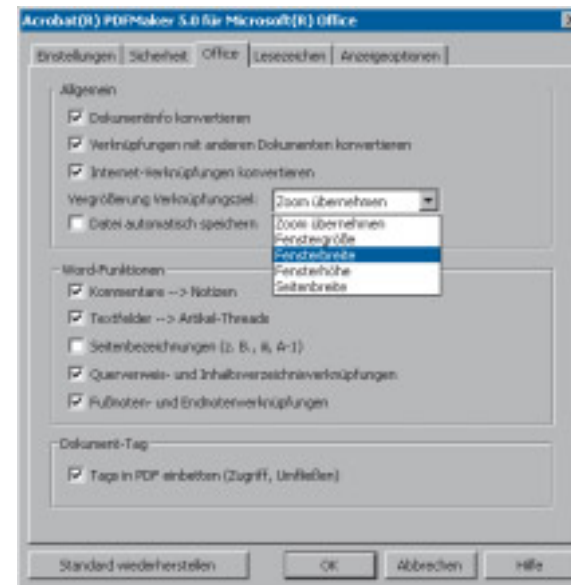 Acrobat(R) PDFMaker 5.0 für Microsoft(R) Office
Einstellungen Sicherheit Office Lesezeichen Anzeigeoptionen
Allgemein
Dokumentinfo konvertieren
Verknüpfungen mit anderen Dokumenten konvertieren
Internet-Verknüpfungen konvertieren
Vergrößerung Verknüpfungsziel: Zoom übernehmen
Datei automatisch speichern
Zoom übernehmen
Fenstergröße
Fensterbreite
Fensterhöhe
Seitenbreite
Word-Funktionen
Kommentare --> Notizen
Textfelder --> Artikel-Threads
Seitenbezeichnungen (z. B., iii, A-1)
Querverweis- und Inhaltsverzeichnisverknüpfungen
Fußnoten- und Endnotenverknüpfungen
Dokument-Tag
Tags in PDF einbetten (Zugriff, Umfließen)
Standard wiederherstellen OK Abbrechen Hilfe